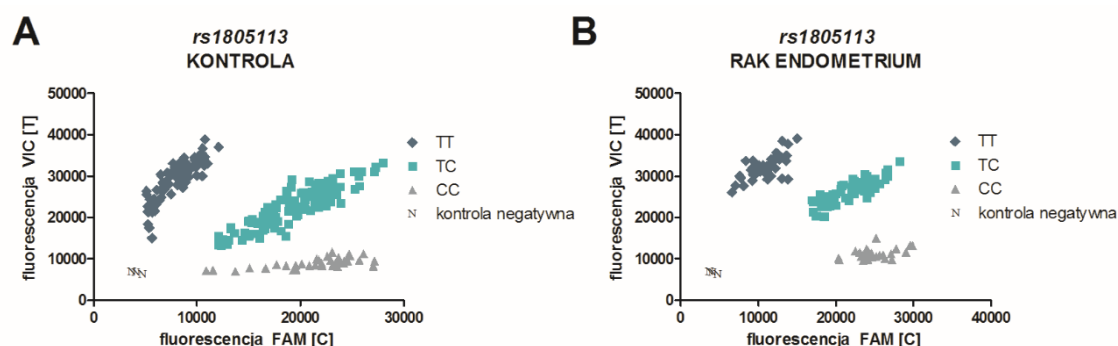 A
rs1805113
KONTROLA
fluorescencja VIC [T]
50000
40000
30000
20000
10000
0
0 10000 20000 30000
fluorescencja FAM [C]
TT
TC
CC
N kontrola negatywna
B
rs1805113
RAK ENDOMETRIUM
fluorescencja VIC [T]
50000
40000
30000
20000
10000
0
0 10000 20000 30000 40000
fluorescencja FAM [C]
TT
TC
CC
N kontrola negatywna